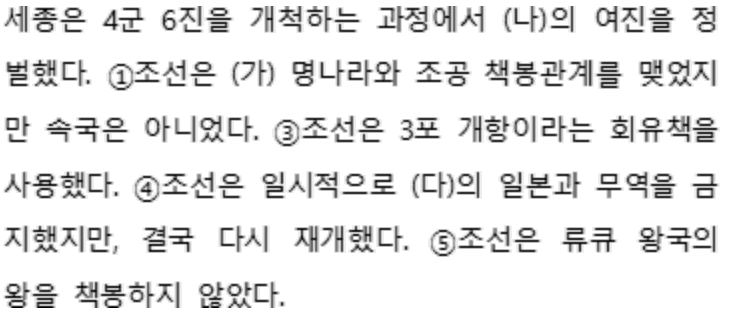 세종은 4군 6진을 개척하는 과정에서 (나)의 여진을 정
벌했다. ①조선은 (가) 명나라와 조공 책봉관계를 맺었지
만 속국은 아니었다. ③조선은 3포 개항이라는 회유책을
사용했다. ④조선은 일시적으로 (다)의 일본과 무역을 금
지했지만, 결국 다시 재개했다. ⑤조선은 류큐 왕국의
왕을 책봉하지 않았다.